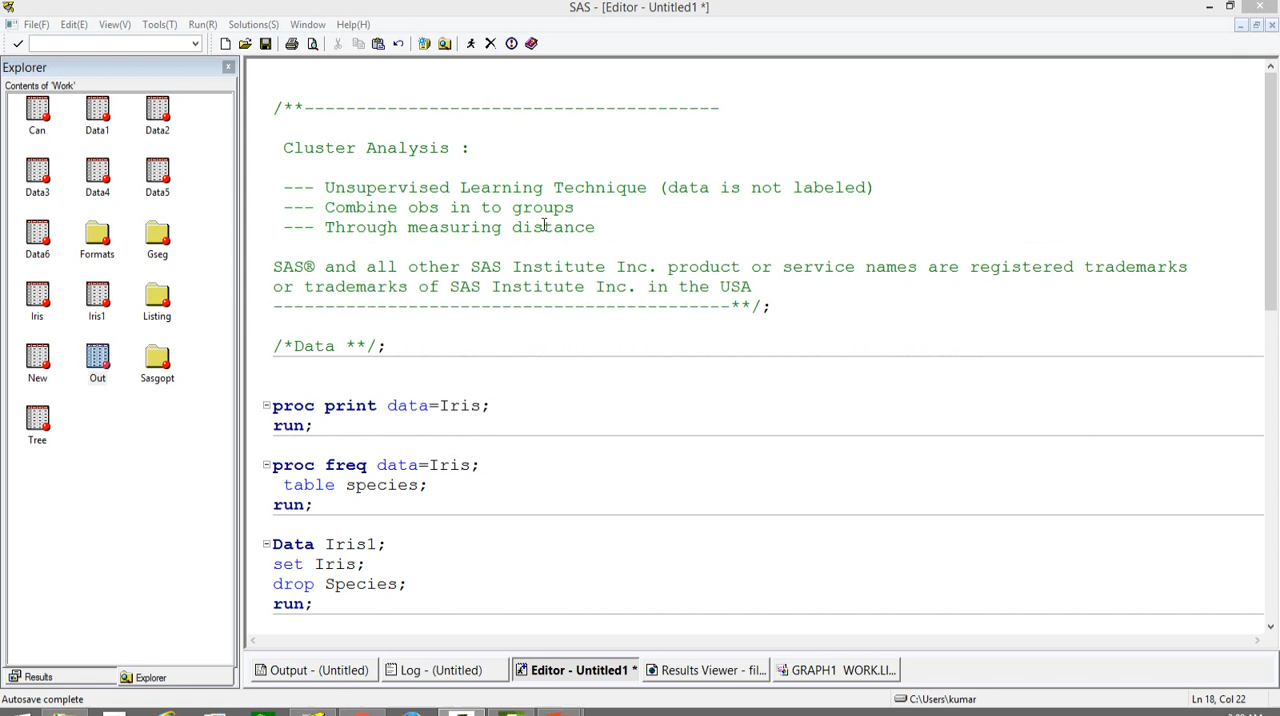 SAS - [Editor - Untitled1 *]
File(F) Edit(E) View(V) Tools(T) Run(R) Solutions(S) Window Help(H)
Explorer
Contents of 'Work'
Can Data1 Data2
Data3 Data4 Data5
Data6 Formats Gseg
Iris Iris1 Listing
New Out Sasgopt
Tree
/**----------------------------------------
Cluster Analysis :
--- Unsupervised Learning Technique (data is not labeled)
--- Combine obs in to groups
--- Through measuring distance
SAS® and all other SAS Institute Inc. product or service names are registered trademarks
or trademarks of SAS Institute Inc. in the USA
--------------------------------------------**/;
/*Data **/;
proc print data=Iris;
run;
proc freq data=Iris;
table species;
run;
Data Iris1;
set Iris;
drop Species;
run;
Results Explorer
Output - (Untitled) Log - (Untitled) Editor - Untitled1 * Results Viewer - fil... GRAPH1 WORK.LI...
Autosave complete C:\Users\kumar Ln 18, Col 22